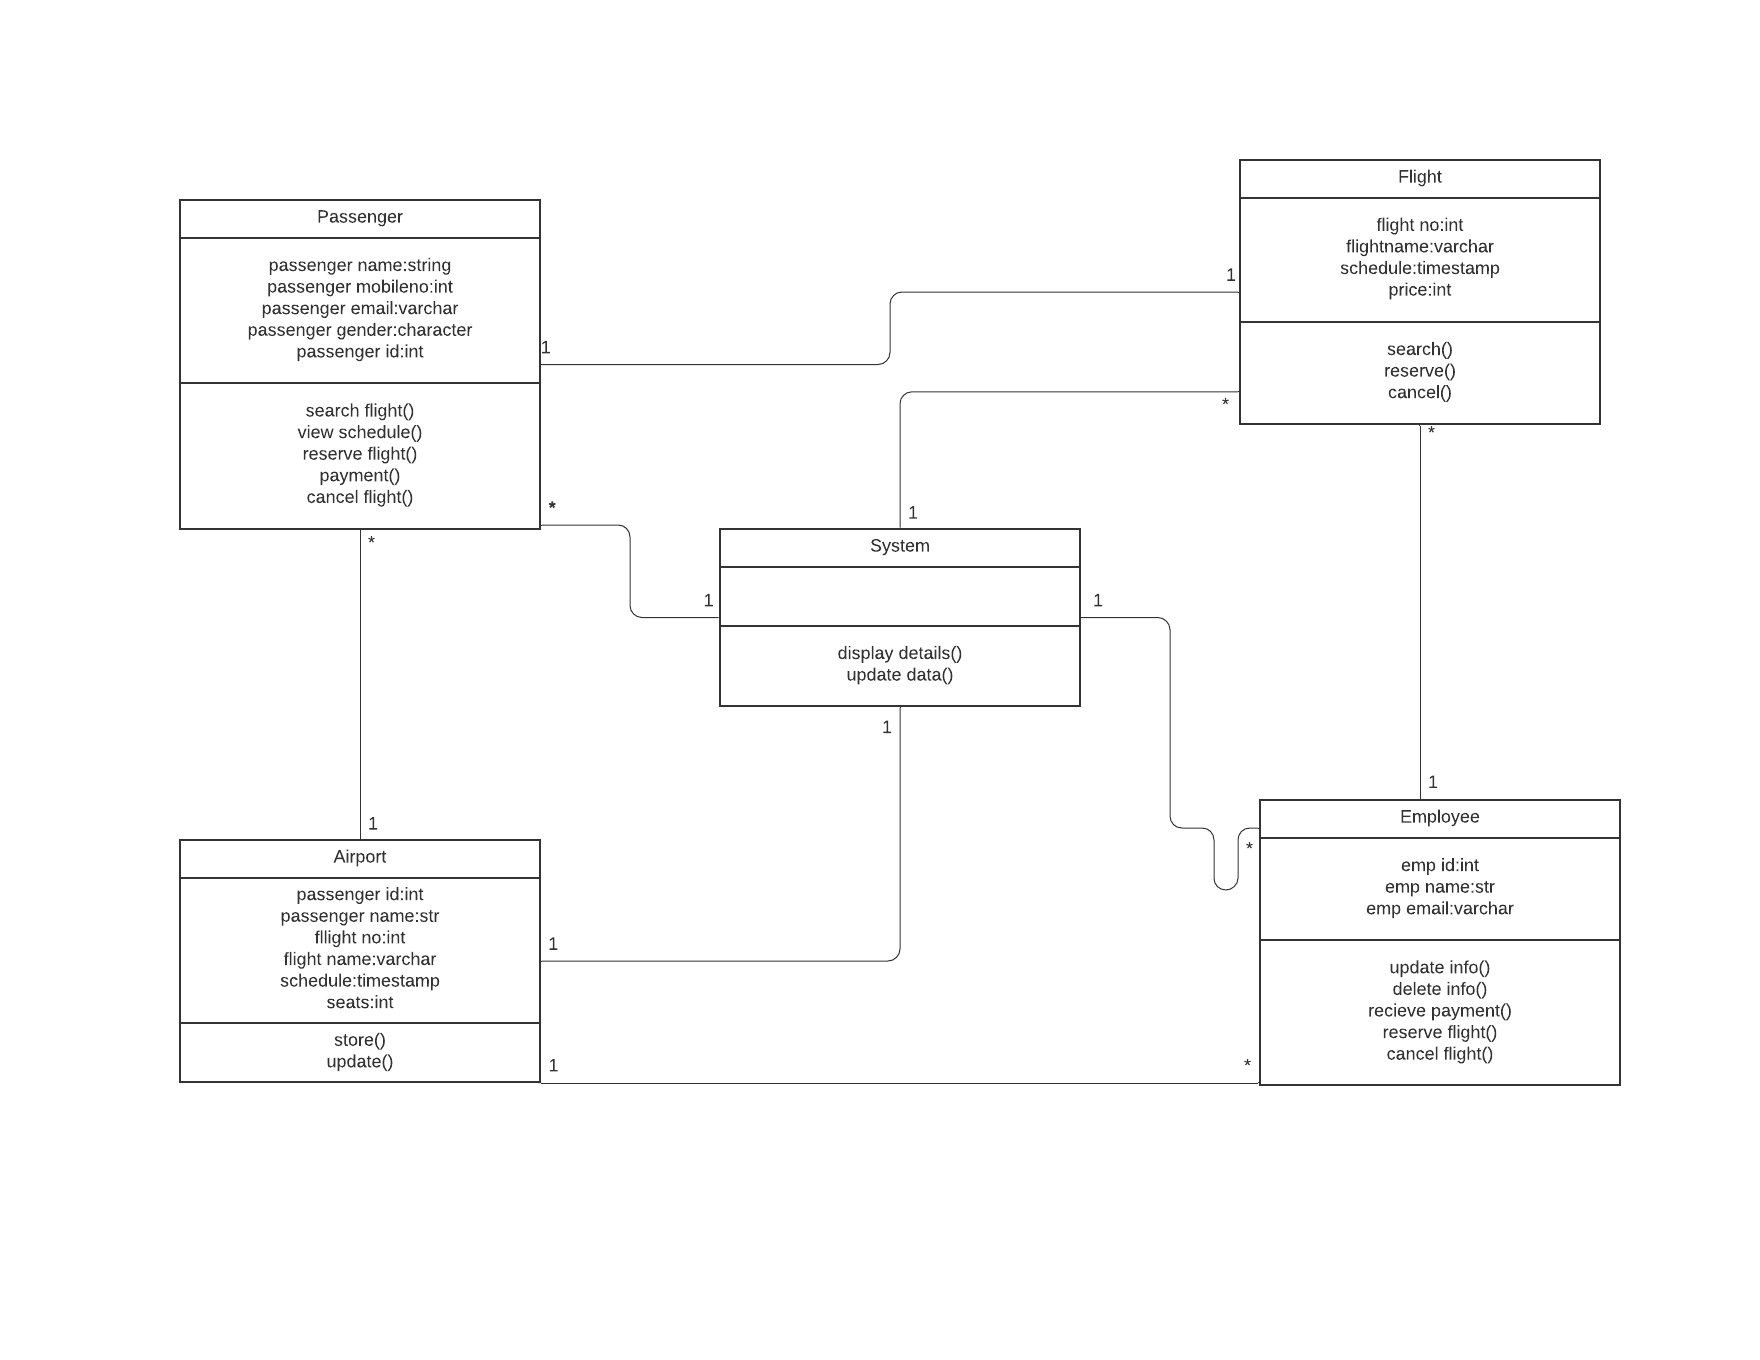 Passenger
passenger name:string
passenger mobileno:int
passenger email:varchar
passenger gender:character
passenger id:int
search flight()
view schedule()
reserve flight()
payment()
cancel flight()
1
*
*
Flight
flight no:int
flightname:varchar
schedule:timestamp
price:int
search()
reserve()
cancel()
1
*
*
System
display details()
update data()
1
1
1
1
Airport
passenger id:int
passenger name:str
fllight no:int
flight name:varchar
schedule:timestamp
seats:int
store()
update()
1
1
1
Employee
emp id:int
emp name:str
emp email:varchar
update info()
delete info()
recieve payment()
reserve flight()
cancel flight()
1
*
*